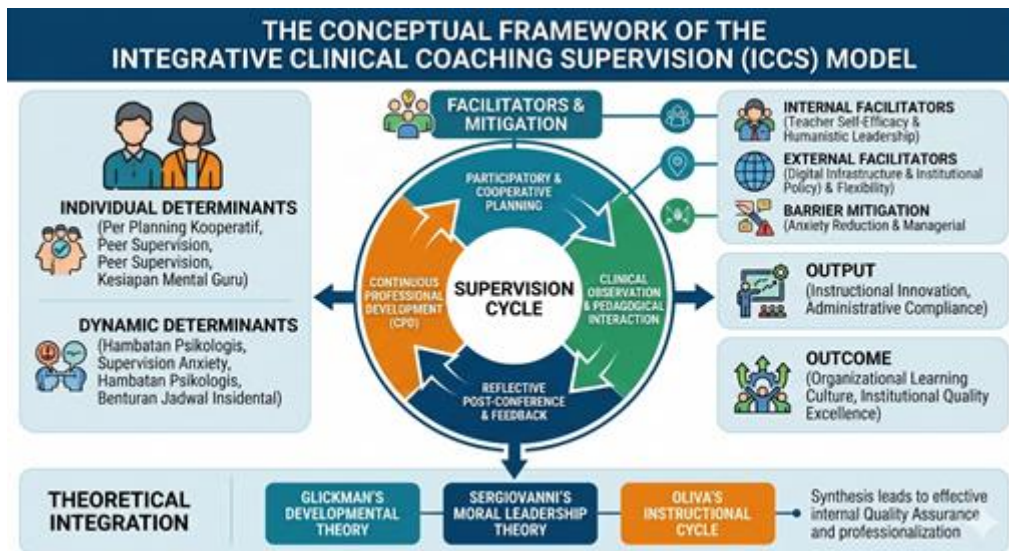 THE CONCEPTUAL FRAMEWORK OF THE
INTEGRATIVE CLINICAL COACHING SUPERVISION (ICCS) MODEL
INDIVIDUAL DETERMINANTS
(Per Planning Kooperatif,
Peer Supervision,
Peer Supervision,
Kesiapan Mental Guru)
DYNAMIC DETERMINANTS
(Hambatan Psikologis,
Supervision Anxiety,
Hambatan Psikologis,
Benturan Jadwal Insidental)
FACILITATORS &
MITIGATION
PARTICIPATORY &
COOPERATIVE
PLANNING
CLINICAL
OBSERVATION
& PEDAGOGICAL
INTERACTION
REFLECTIVE
POST-CONFERENCE
& FEEDBACK
CONTINUOUS
PROFESSIONAL
DEVELOPMENT
(CPD)
SUPERVISION
CYCLE
INTERNAL FACILITATORS
(Teacher Self-Efficacy &
Humanistic Leadership)
EXTERNAL FACILITATORS
(Digital Infrastructure & Institutional
Policy) & Flexibility)
BARRIER MITIGATION
(Anxiety Reduction & Managerial
OUTPUT
(Instructional Innovation,
Administrative Compliance)
OUTCOME
(Organizational Learning
Culture, Institutional Quality
Excellence)
THEORETICAL
INTEGRATION
GLICKMAN'S
DEVELOPMENTAL
THEORY
SERGIOVANNI'S
MORAL LEADERSHIP
THEORY
OLIVA'S
INSTRUCTIONAL
CYCLE
Synthesis leads to effective
internal Quality Assurance
and professionalization